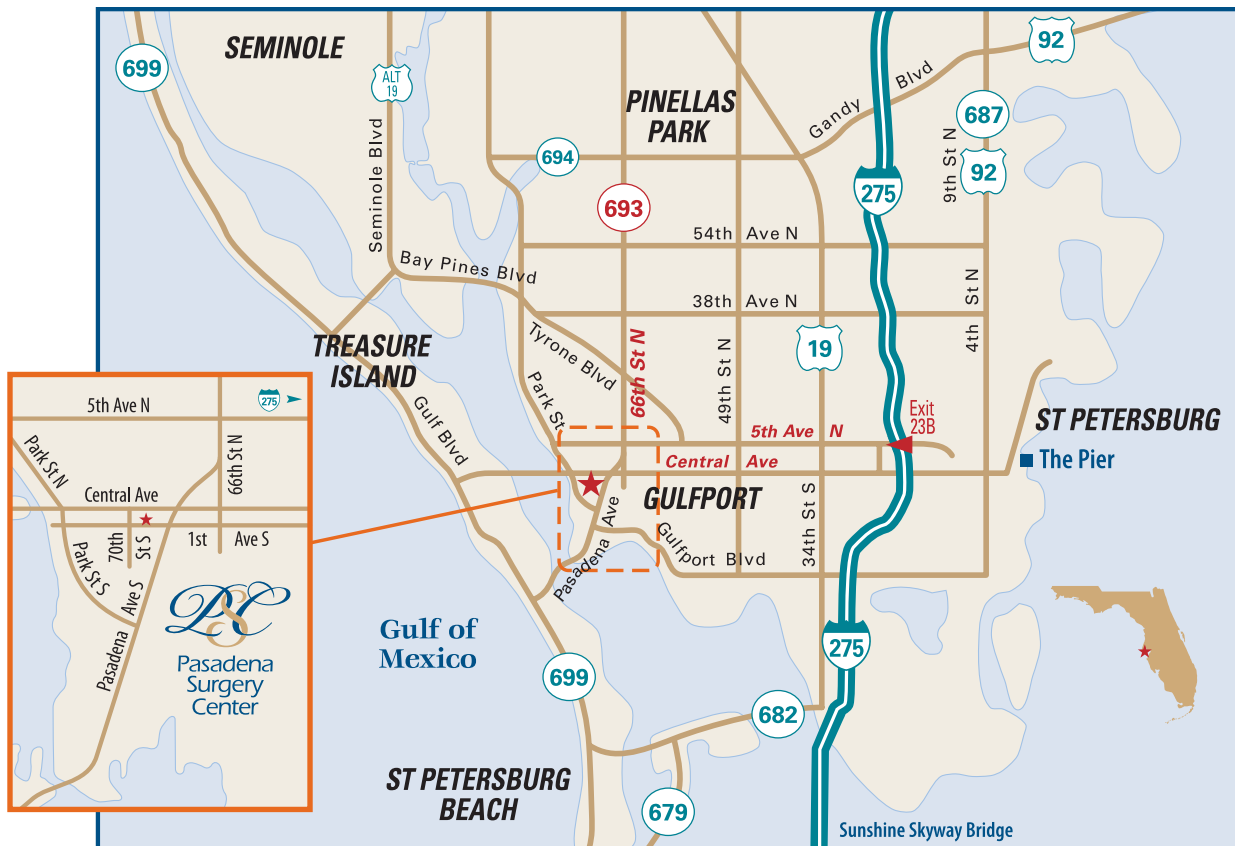 SEMINOLE
699
ALT
19
Seminole Blvd
PINELLAS
PARK
694
693
Gandy Blvd
92
687
9th St N
92
275
54th Ave N
Bay Pines Blvd
38th Ave N
4th St N
19
TREASURE
ISLAND
Tyrone Blvd
66th St N
49th St N
Park St
Gulf Blvd
5th Ave N
Exit
23B
ST PETERSBURG
The Pier
Central Ave
GULFPORT
34th St S
Pasadena Ave
Gulfport Blvd
Gulf of
Mexico
699
275
682
ST PETERSBURG
BEACH
679
Sunshine Skyway Bridge
275
5th Ave N
Park St N
66th St N
Central Ave
70th
St S
1st Ave S
Park St S
Pasadena Ave S
PSC
Pasadena
Surgery
Center